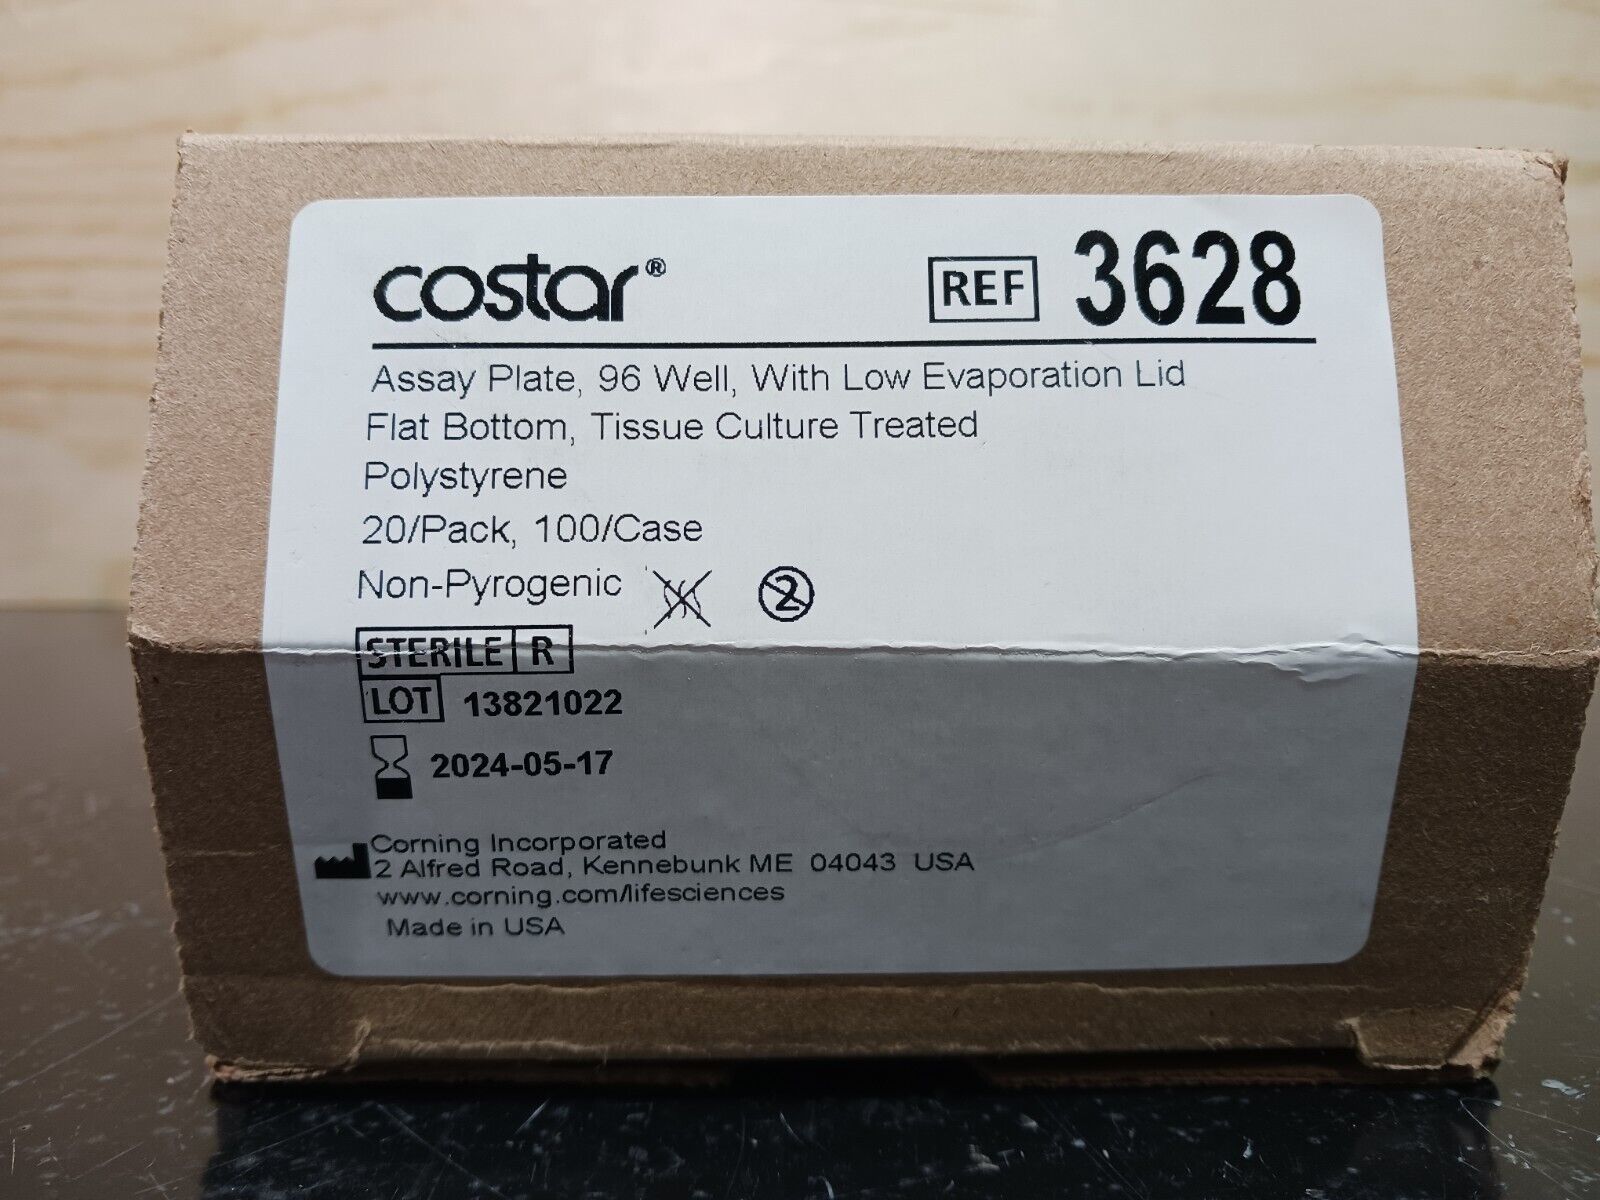 costar®
REF 3628
Assay Plate, 96 Well, With Low Evaporation Lid
Flat Bottom, Tissue Culture Treated
Polystyrene
20/Pack, 100/Case
Non-Pyrogenic
2
STERILE R
LOT 13821022
2024-05-17
Corning Incorporated
2 Alfred Road, Kennebunk ME 04043 USA
www.corning.com/lifesciences
Made in USA